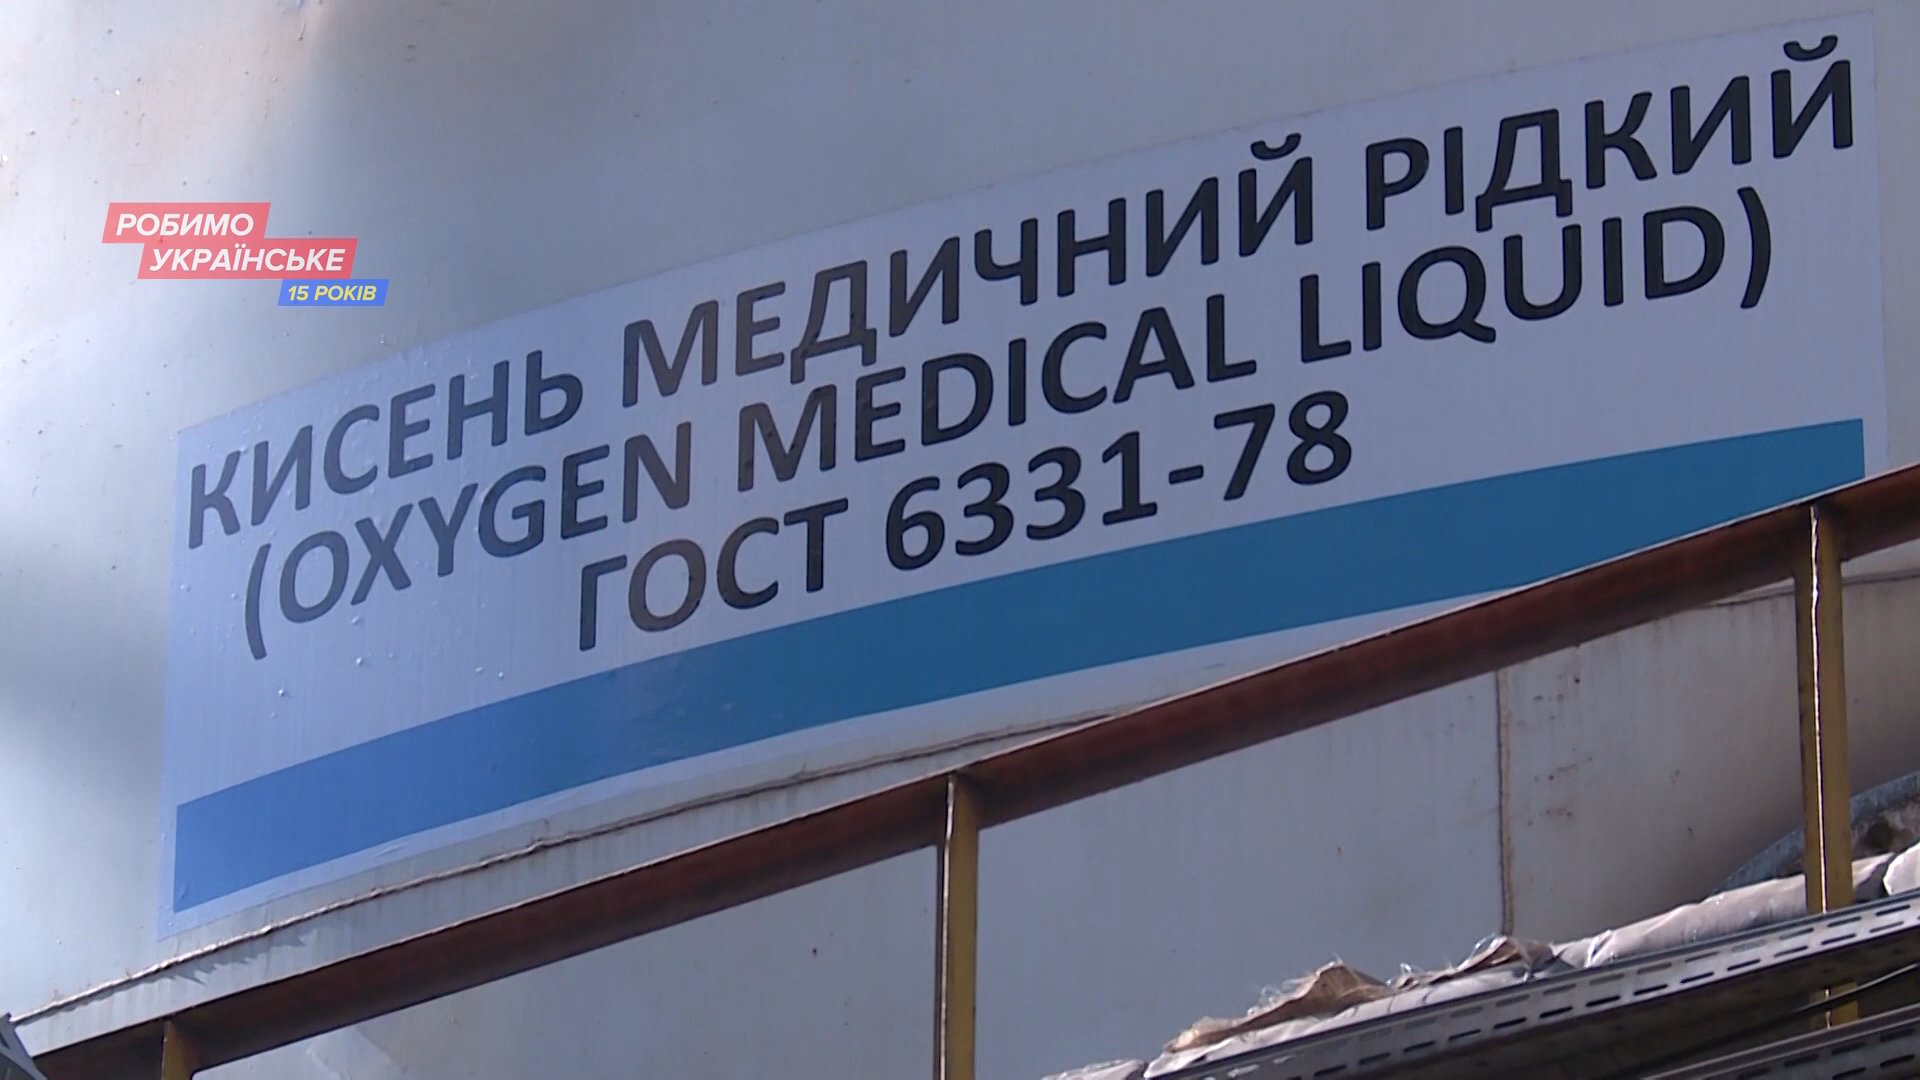 РОБИМО
УКРАЇНСЬКЕ
15 РОКІВ
КИСЕНЬ МЕДИЧНИЙ РІДКИЙ
(OXYGEN MEDICAL LIQUID)
ГОСТ 6331-78